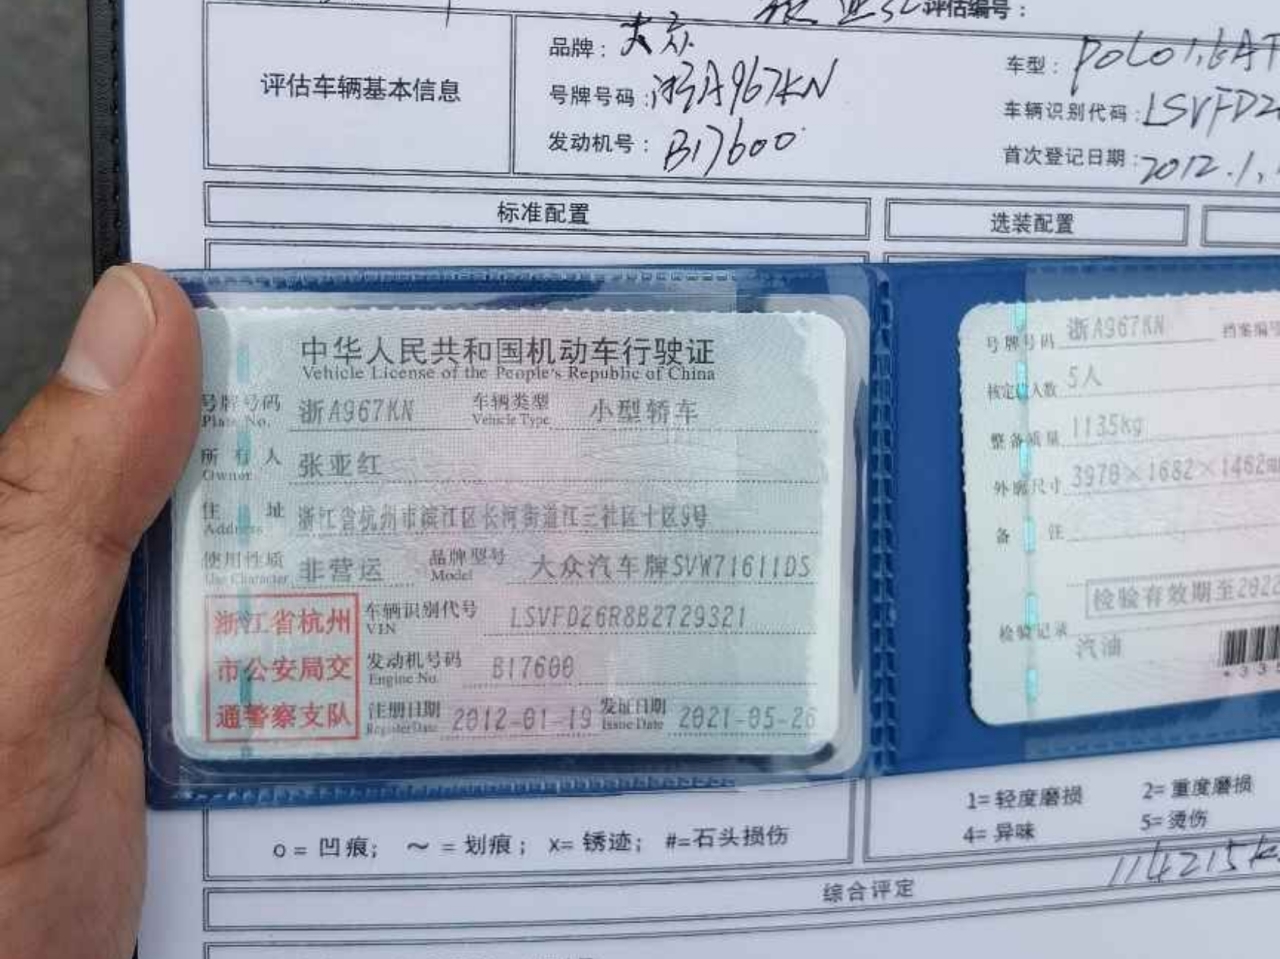 评估编号：
评估车辆基本信息
品牌：大众
车型：POLO1.6AT
号牌号码：浙A967KN
车辆识别代码：LSVFD2
发动机号：B17600
首次登记日期：2012.1.
标准配置
选装配置
中华人民共和国机动车行驶证
Vehicle License of the People's Republic of China
号牌号码 浙A967KN 车辆类型 小型轿车
Plate No. Vehicle Type
所有人 张亚红
Owner
住址 浙江省杭州市滨江区长河街道江三社区十区9号
Address
使用性质 非营运 品牌型号 大众汽车牌SVW71611DS
Use Character Model
浙江省杭州
市公安局交
通警察支队
车辆识别代号 LSVFD26R8B2729321
VIN
发动机号码 B17600
Engine No.
注册日期 2012-01-19 发证日期 2021-05-26
Register Date Issue Date
号牌号码 浙A967KN 档案编号
核定载人数 5人
整备质量 1135kg
外廓尺寸 3970×1682×1462
备注
检验有效期至2022
检验记录
汽油
o = 凹痕； ～ = 划痕； x= 锈迹； #=石头损伤
1= 轻度磨损 2= 重度磨损
4= 异味 5= 烫伤
114215
综合评定